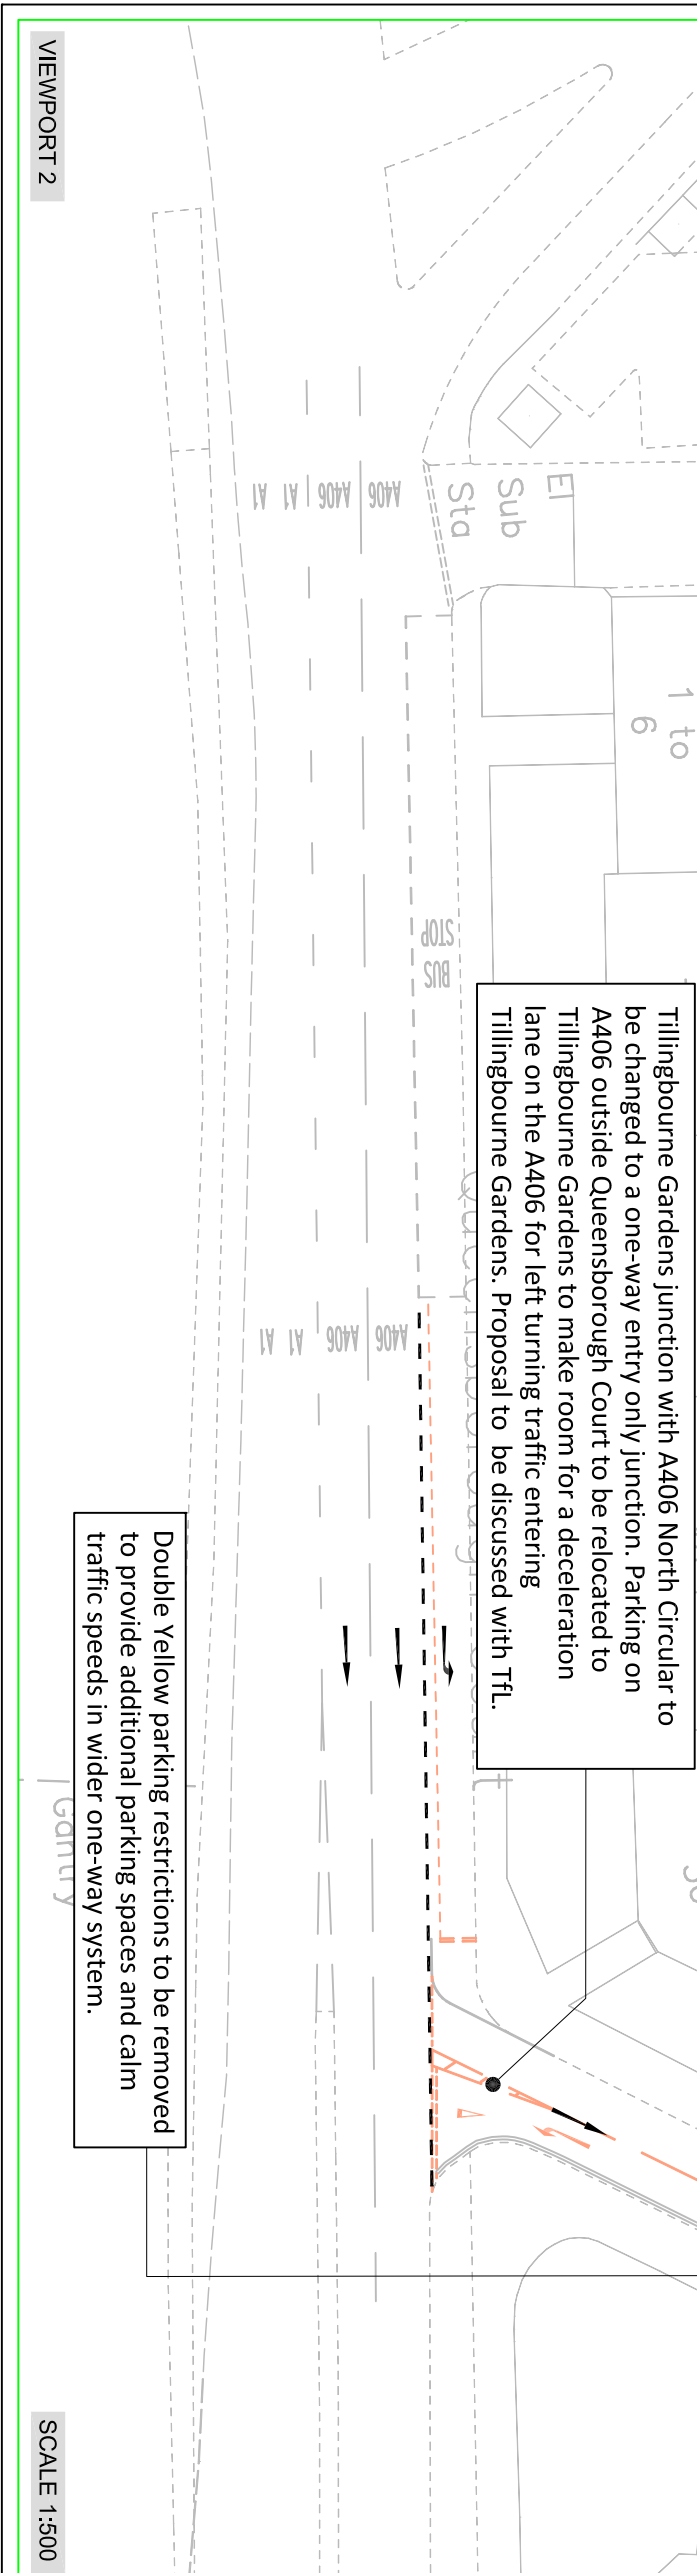 VIEWPORT 2
SCALE 1:500
Tillingbourne Gardens junction with A406 North Circular to
be changed to a one-way entry only junction. Parking on
A406 outside Queensborough Court to be relocated to
Tillingbourne Gardens to make room for a deceleration
lane on the A406 for left turning traffic entering
Tillingbourne Gardens. Proposal to be discussed with TfL.
Double Yellow parking restrictions to be removed
to provide additional parking spaces and calm
traffic speeds in wider one-way system.
El
Sub
Sta
1 to
6
BUS
STOP
A1 A1 A406 A406
A1 A1 A406 A406
Gantry